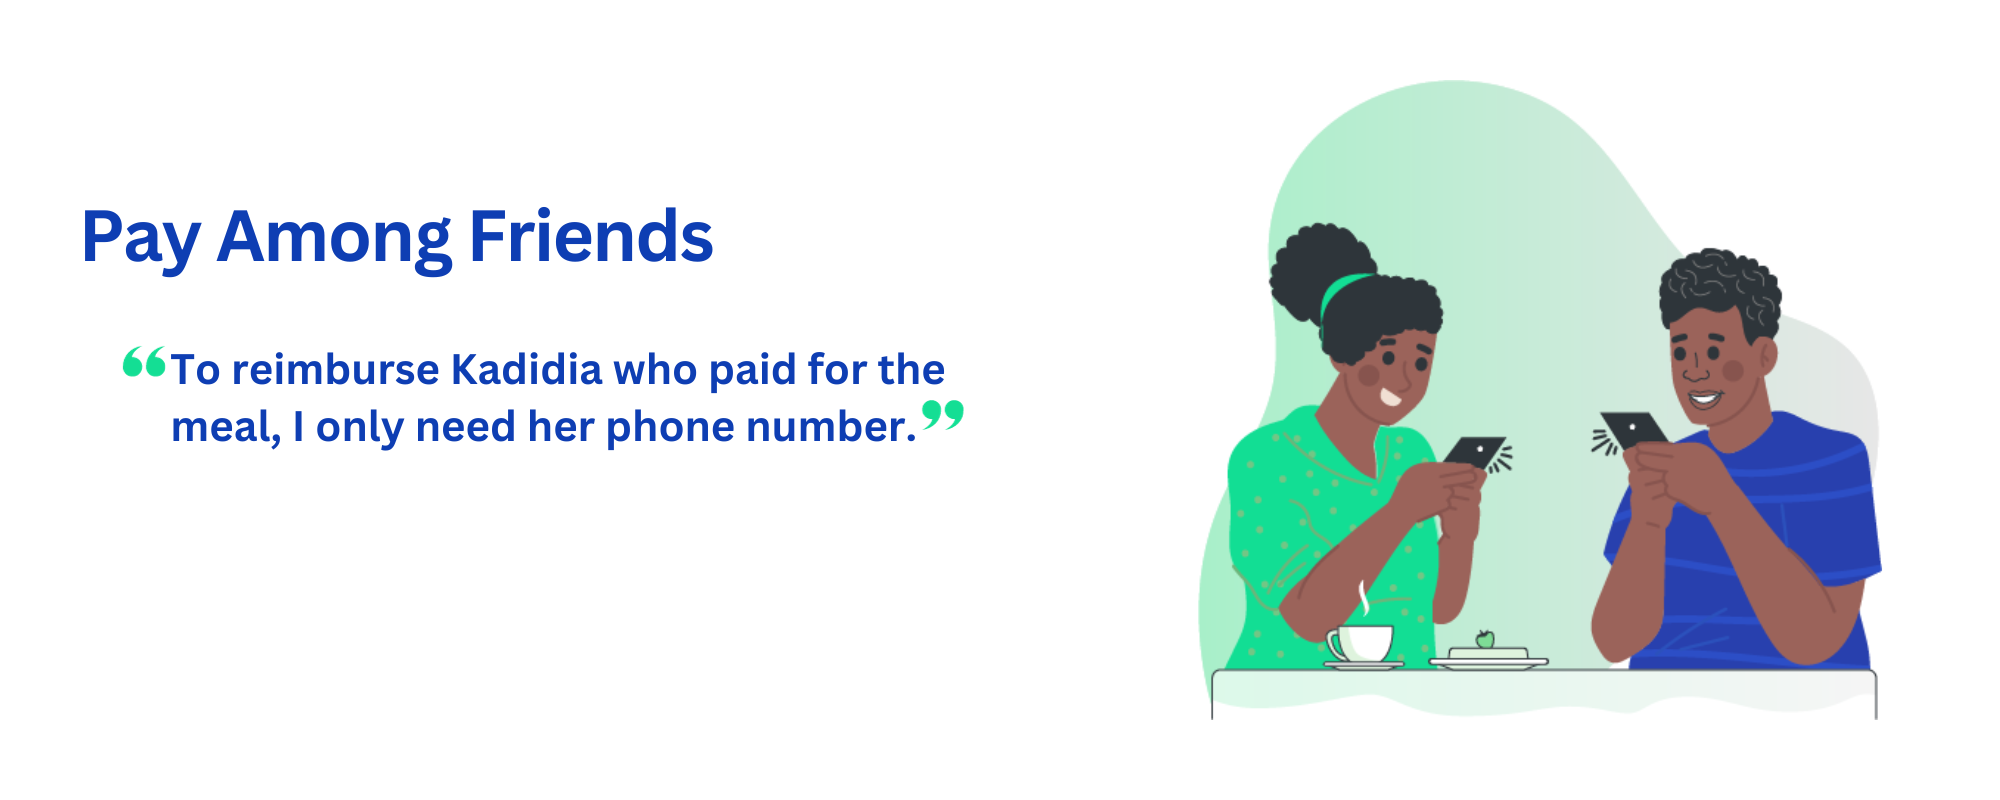 Pay Among Friends
“To reimburse Kadidia who paid for the
meal, I only need her phone number.”